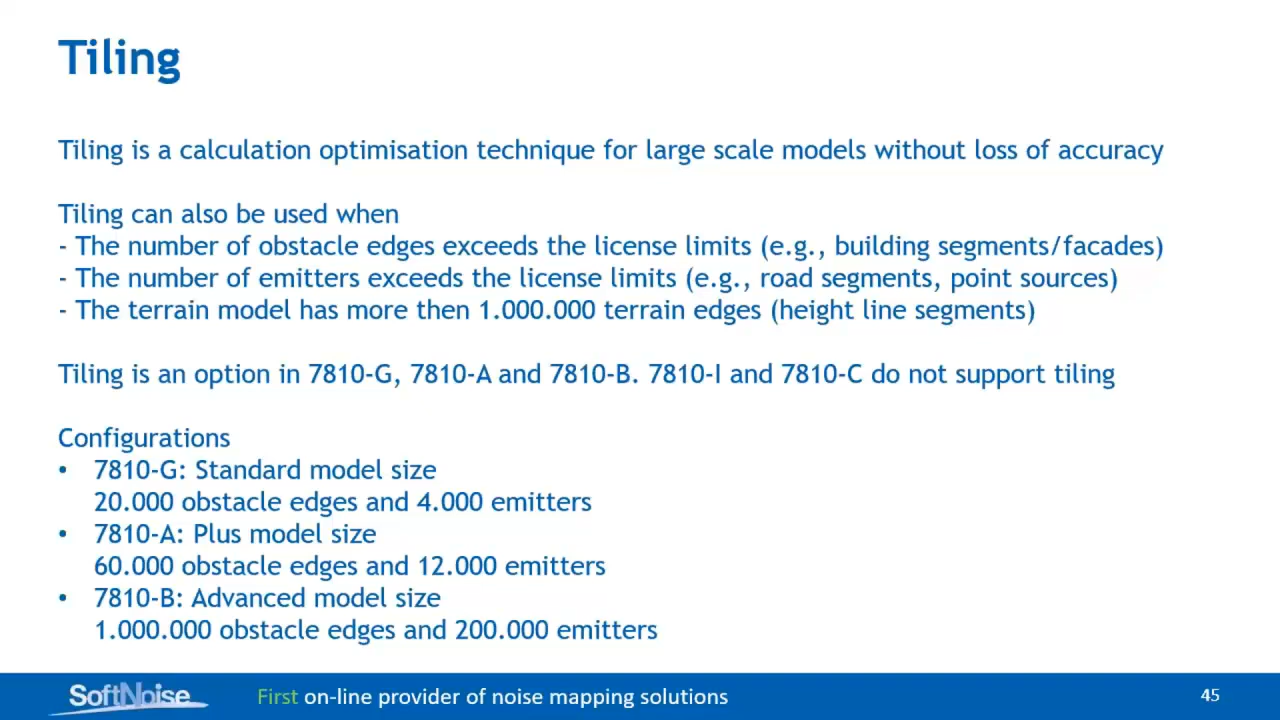 Tiling
Tiling is a calculation optimisation technique for large scale models without loss of accuracy
Tiling can also be used when
- The number of obstacle edges exceeds the license limits (e.g., building segments/facades)
- The number of emitters exceeds the license limits (e.g., road segments, point sources)
- The terrain model has more then 1.000.000 terrain edges (height line segments)
Tiling is an option in 7810-G, 7810-A and 7810-B. 7810-I and 7810-C do not support tiling
Configurations
• 7810-G: Standard model size
20.000 obstacle edges and 4.000 emitters
• 7810-A: Plus model size
60.000 obstacle edges and 12.000 emitters
• 7810-B: Advanced model size
1.000.000 obstacle edges and 200.000 emitters
SoftNoise
First on-line provider of noise mapping solutions
45